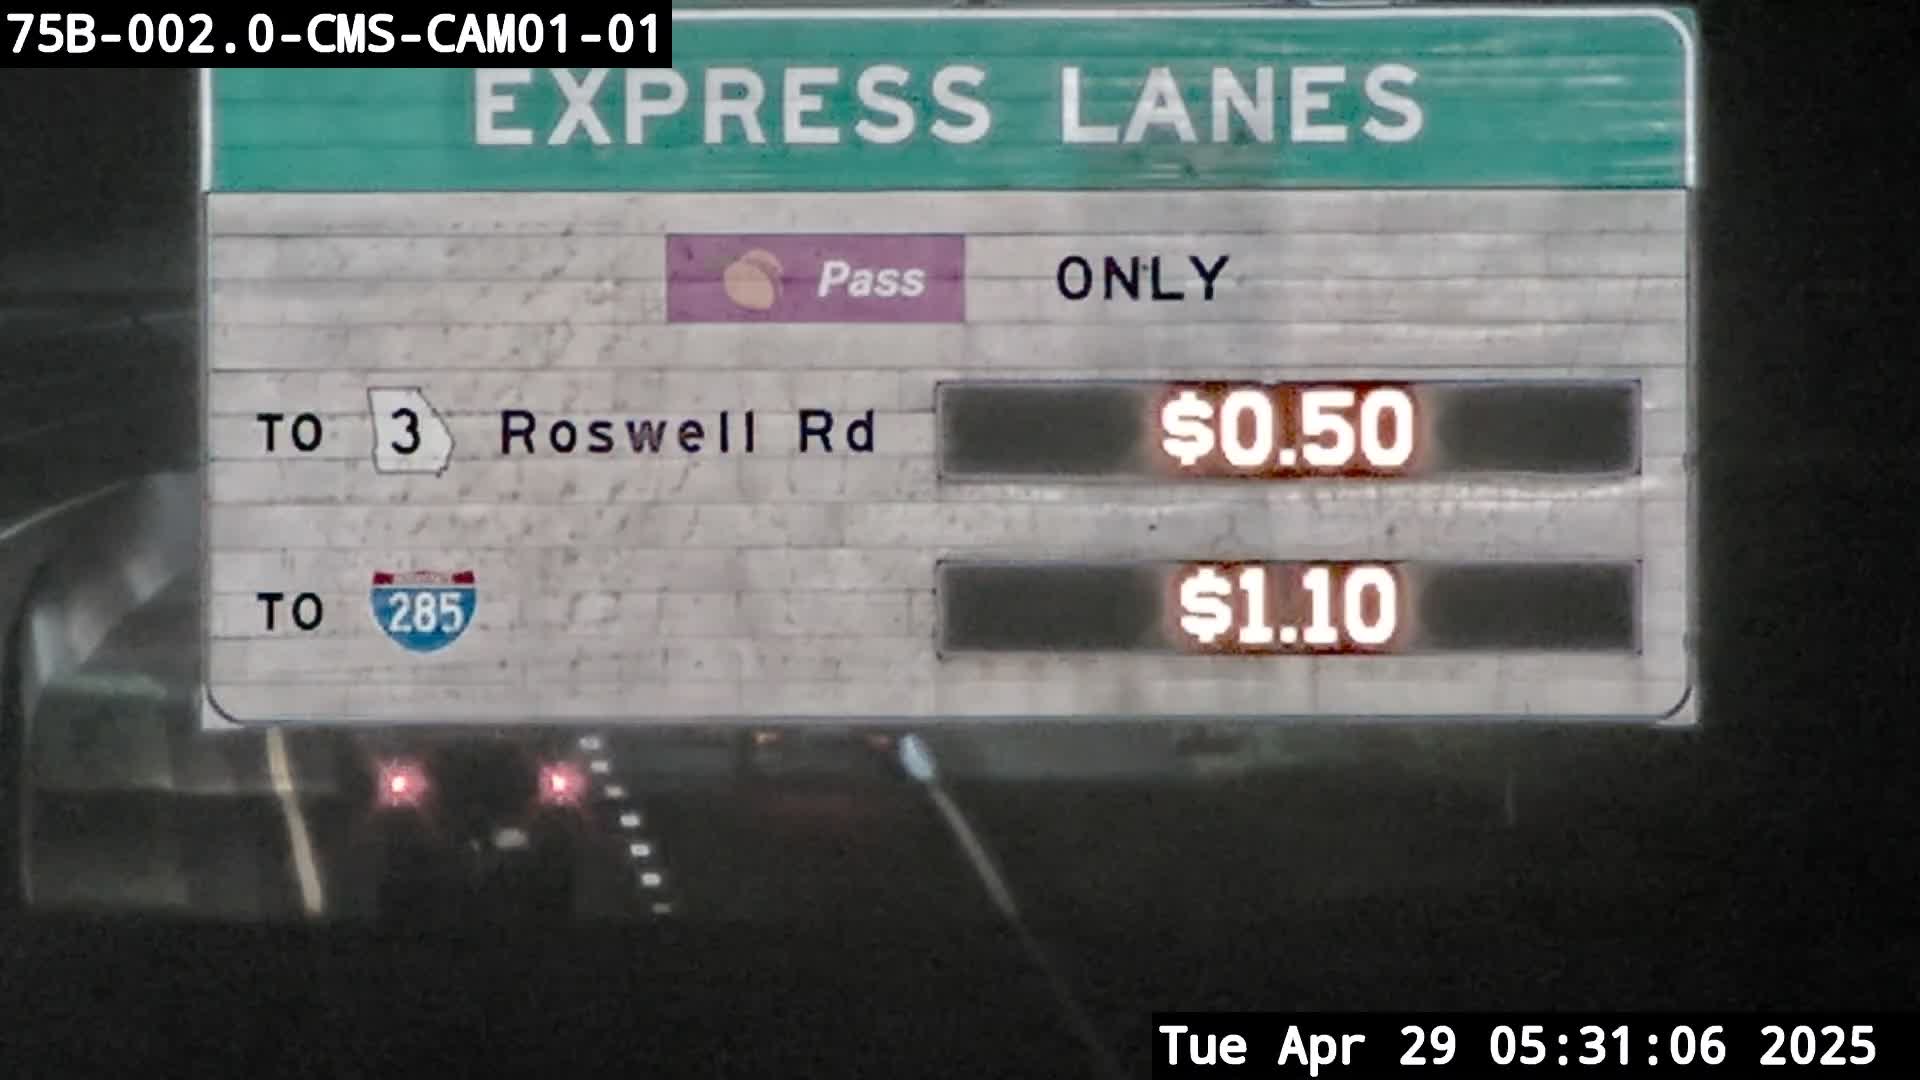 75B-002.0-CMS-CAM01-01
EXPRESS LANES
Pass ONLY
TO 3 Roswell Rd $0.50
TO 285 $1.10
Tue Apr 29 05:31:06 2025